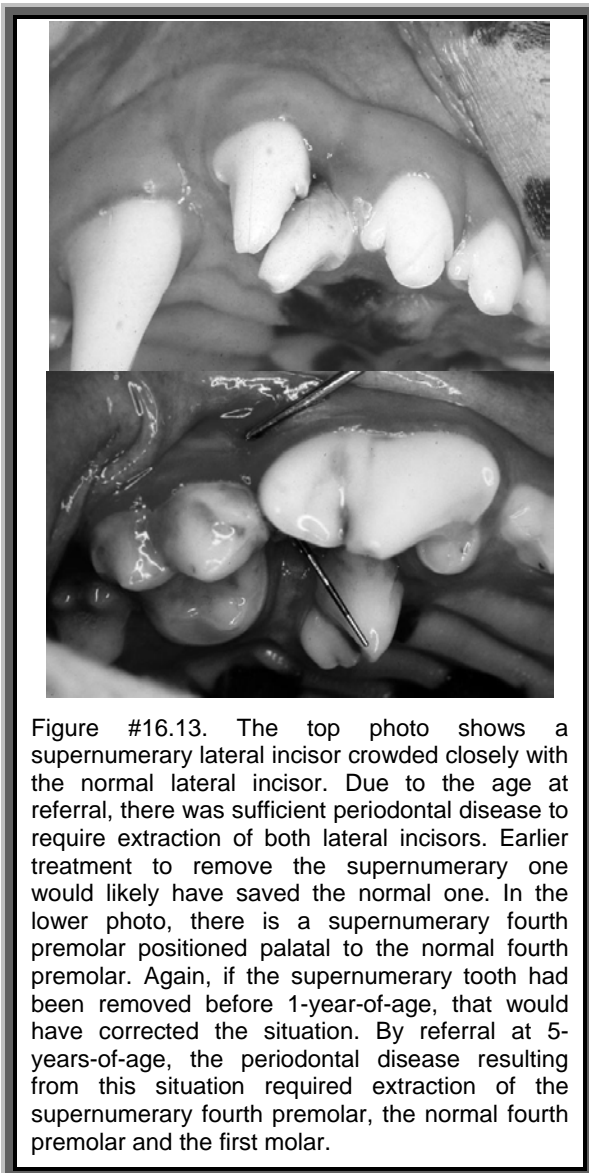 Figure #16.13. The top photo shows a
supernumerary lateral incisor crowded closely with
the normal lateral incisor. Due to the age at
referral, there was sufficient periodontal disease to
require extraction of both lateral incisors. Earlier
treatment to remove the supernumerary one
would likely have saved the normal one. In the
lower photo, there is a supernumerary fourth
premolar positioned palatal to the normal fourth
premolar. Again, if the supernumerary tooth had
been removed before 1-year-of-age, that would
have corrected the situation. By referral at 5-
years-of-age, the periodontal disease resulting
from this situation required extraction of the
supernumerary fourth premolar, the normal fourth
premolar and the first molar.